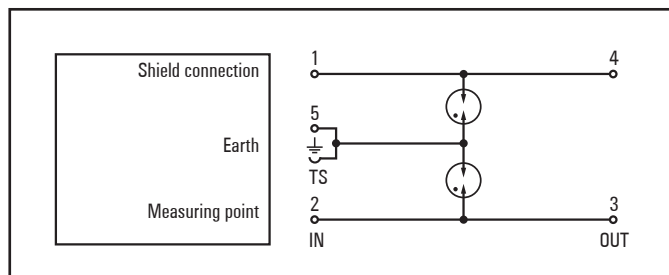 Shield connection
Earth
Measuring point
1
4
5
TS
2
3
IN
OUT